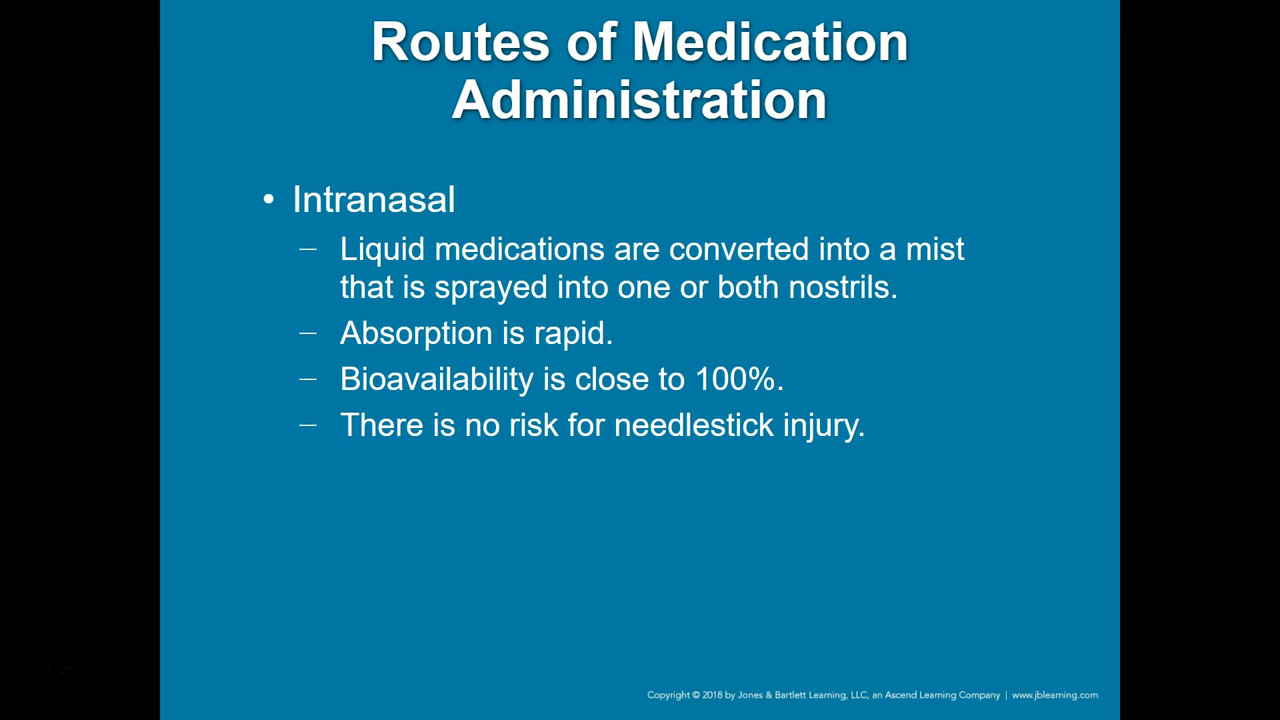 Routes of Medication
Administration
• Intranasal
– Liquid medications are converted into a mist
that is sprayed into one or both nostrils.
– Absorption is rapid.
– Bioavailability is close to 100%.
– There is no risk for needlestick injury.
Copyright © 2018 by Jones & Bartlett Learning, LLC, an Ascend Learning Company | www.jblearning.com